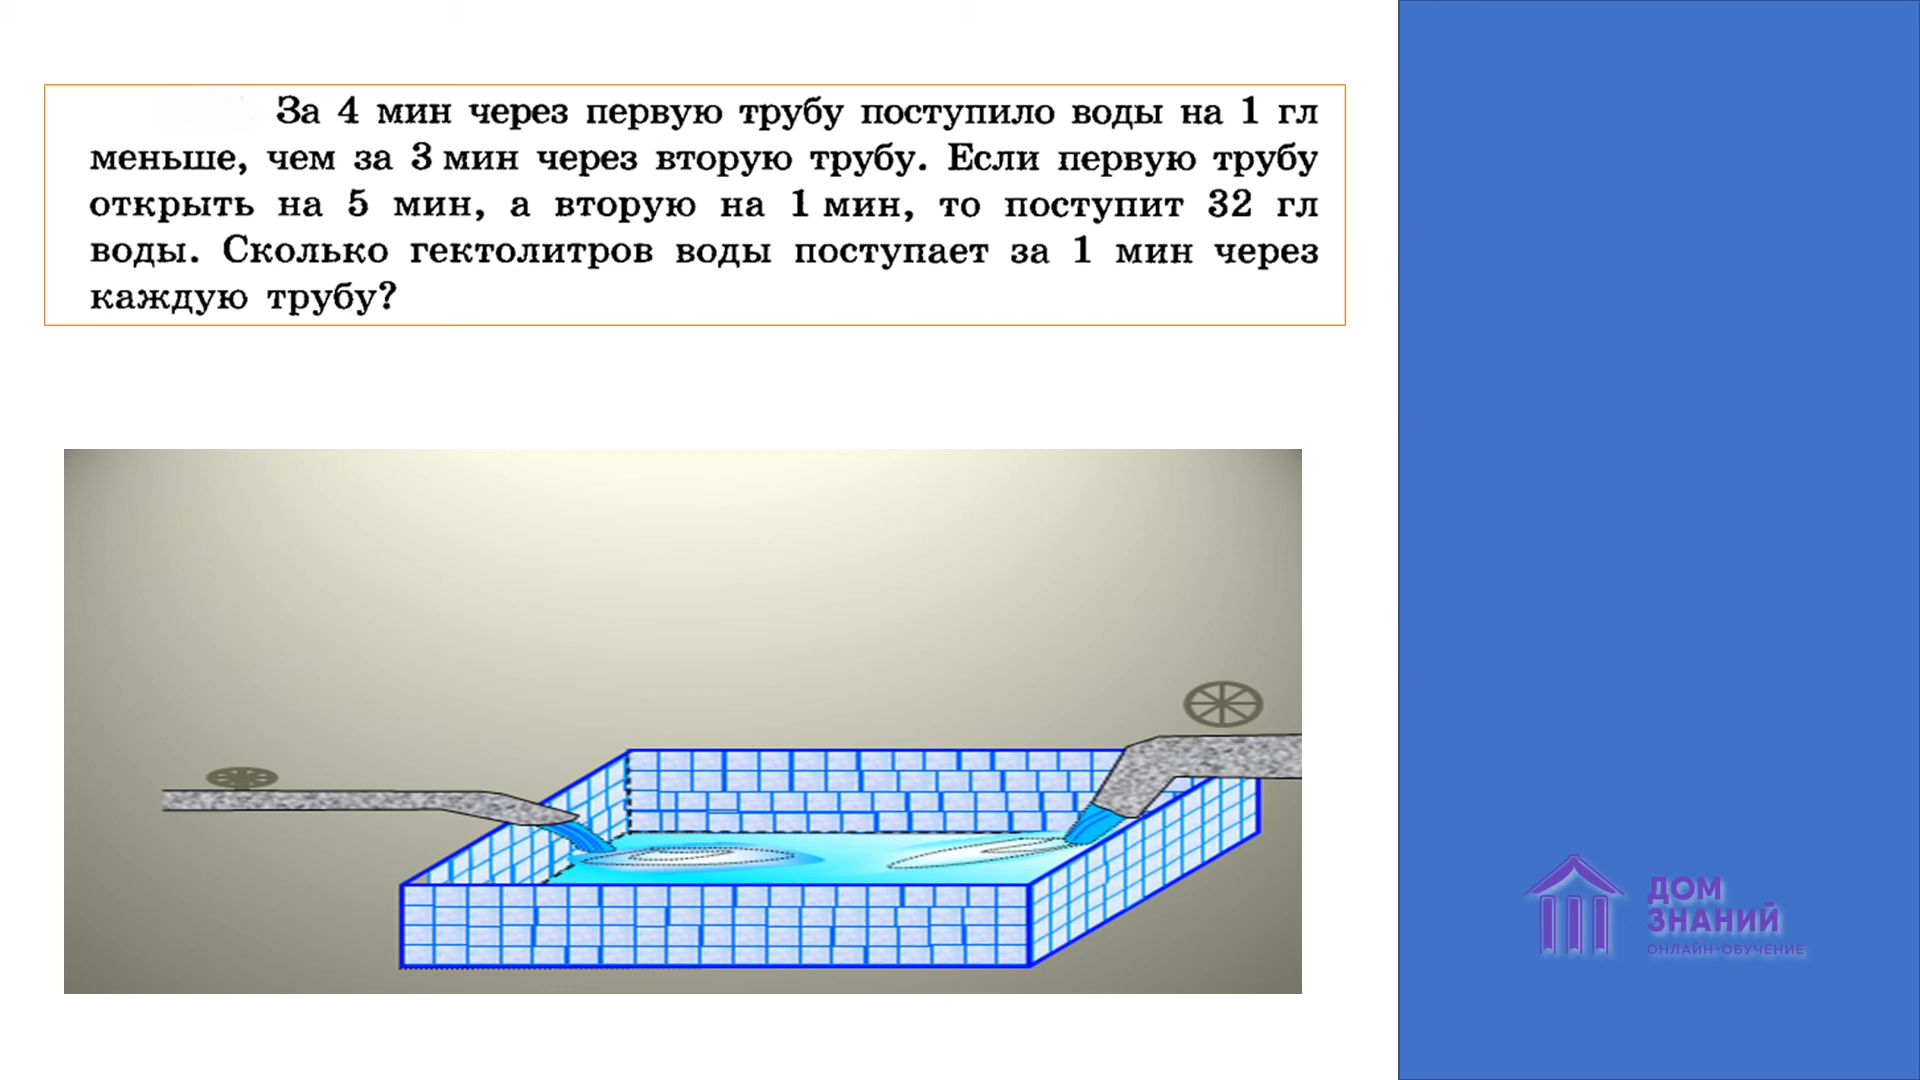 За 4 мин через первую трубу поступило воды на 1 гл
меньше, чем за 3 мин через вторую трубу. Если первую трубу
открыть на 5 мин, а вторую на 1 мин, то поступит 32 гл
воды. Сколько гектолитров воды поступает за 1 мин через
каждую трубу?
ДОМ
ЗНАНИЙ
ОНЛАЙН-ОБУЧЕНИЕ